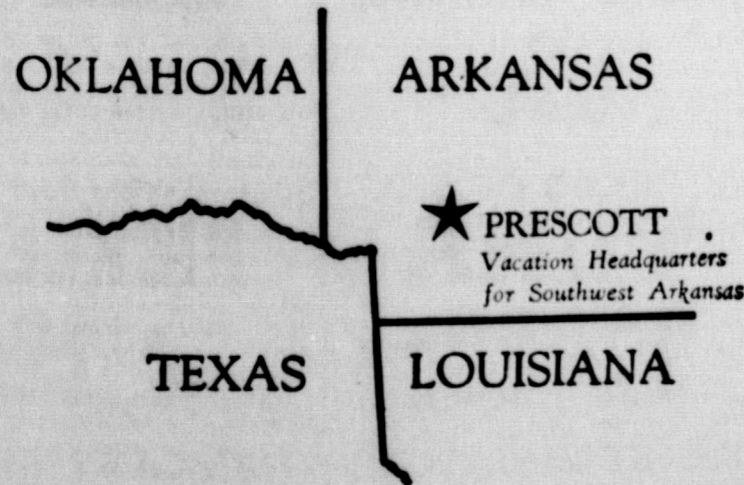 OKLAHOMA ARKANSAS
PRESCOTT
Vacation Headquarters
for Southwest Arkansas
TEXAS LOUISIANA